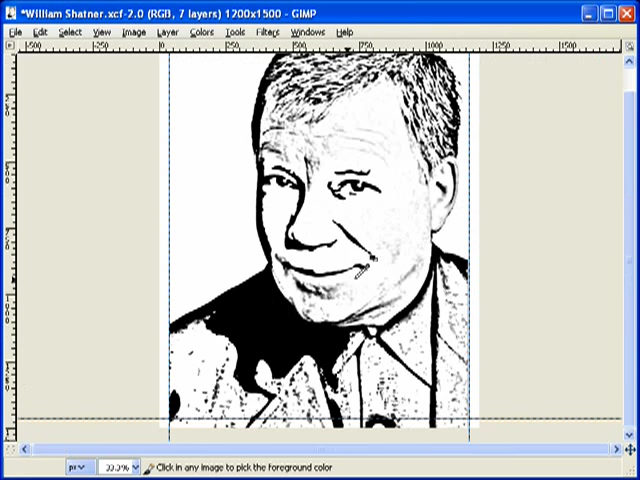 *William Shatner.xcf-2.0 (RGB, 7 layers) 1200x1500 – GIMP
File Edit Select View Image Layer Colors Tools Filters Windows Help
-500 -250 0 250 500 750 1000 1250 1500
px 33.3% Click in any image to pick the foreground color